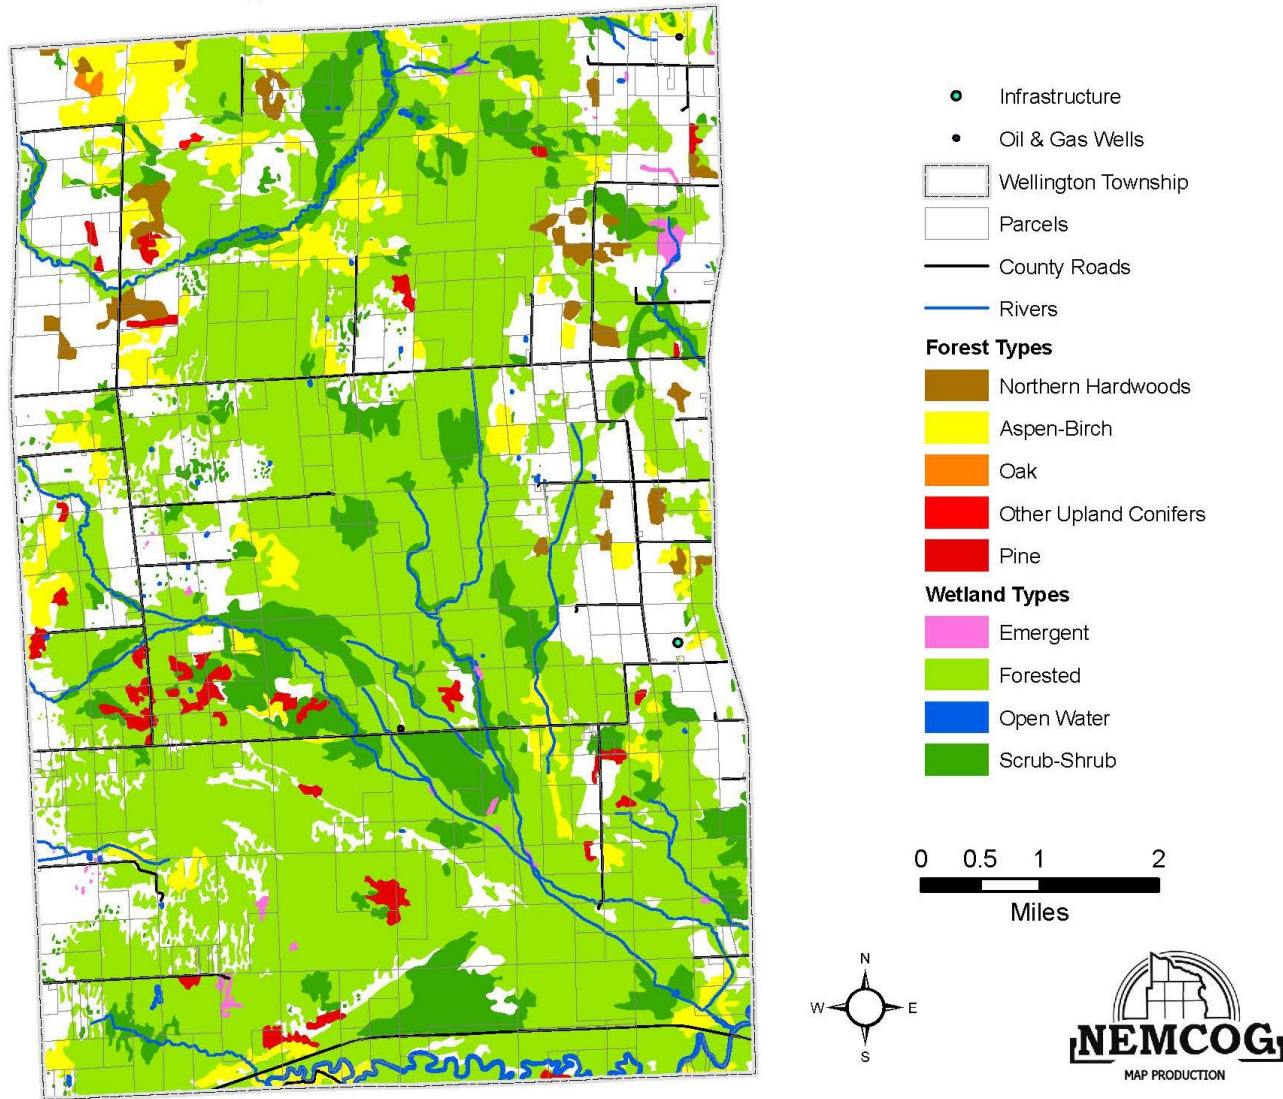 Infrastructure
Oil & Gas Wells
Wellington Township
Parcels
County Roads
Rivers
Forest Types
Northern Hardwoods
Aspen-Birch
Oak
Other Upland Conifers
Pine
Wetland Types
Emergent
Forested
Open Water
Scrub-Shrub
0 0.5 1 2
Miles
N
W E
S
NEMCOG
MAP PRODUCTION